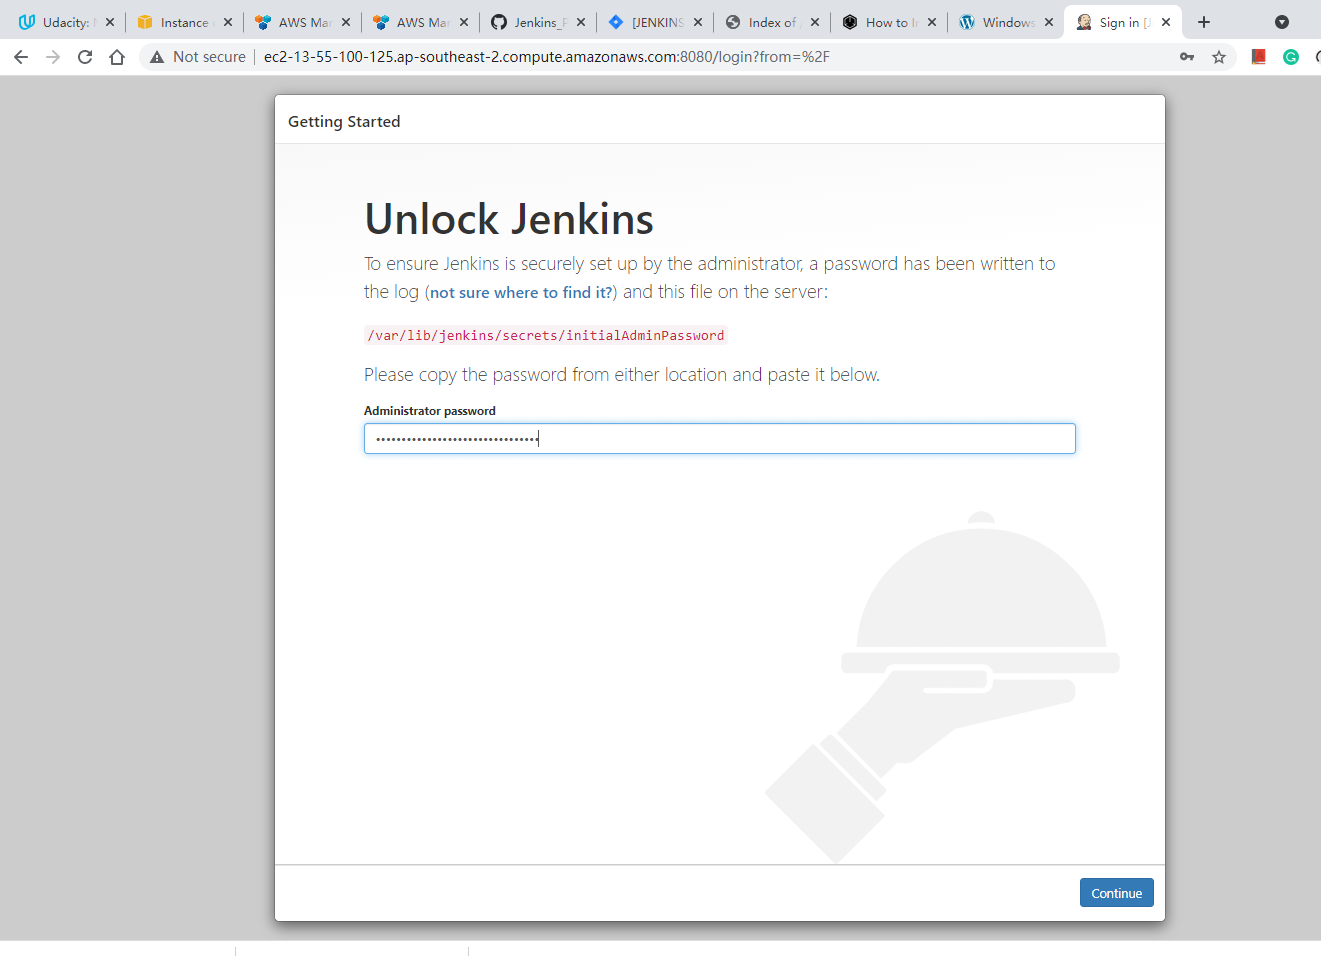 Udacity:
Instance
AWS Mar
AWS Mar
Jenkins_
[JENKINS
Index of
How to I
Windows
Sign in [J
Not secure
ec2-13-55-100-125.ap-southeast-2.compute.amazonaws.com:8080/login?from=%2F
Getting Started
Unlock Jenkins
To ensure Jenkins is securely set up by the administrator, a password has been written to
the log (not sure where to find it?) and this file on the server:
/var/lib/jenkins/secrets/initialAdminPassword
Please copy the password from either location and paste it below.
Administrator password
Continue